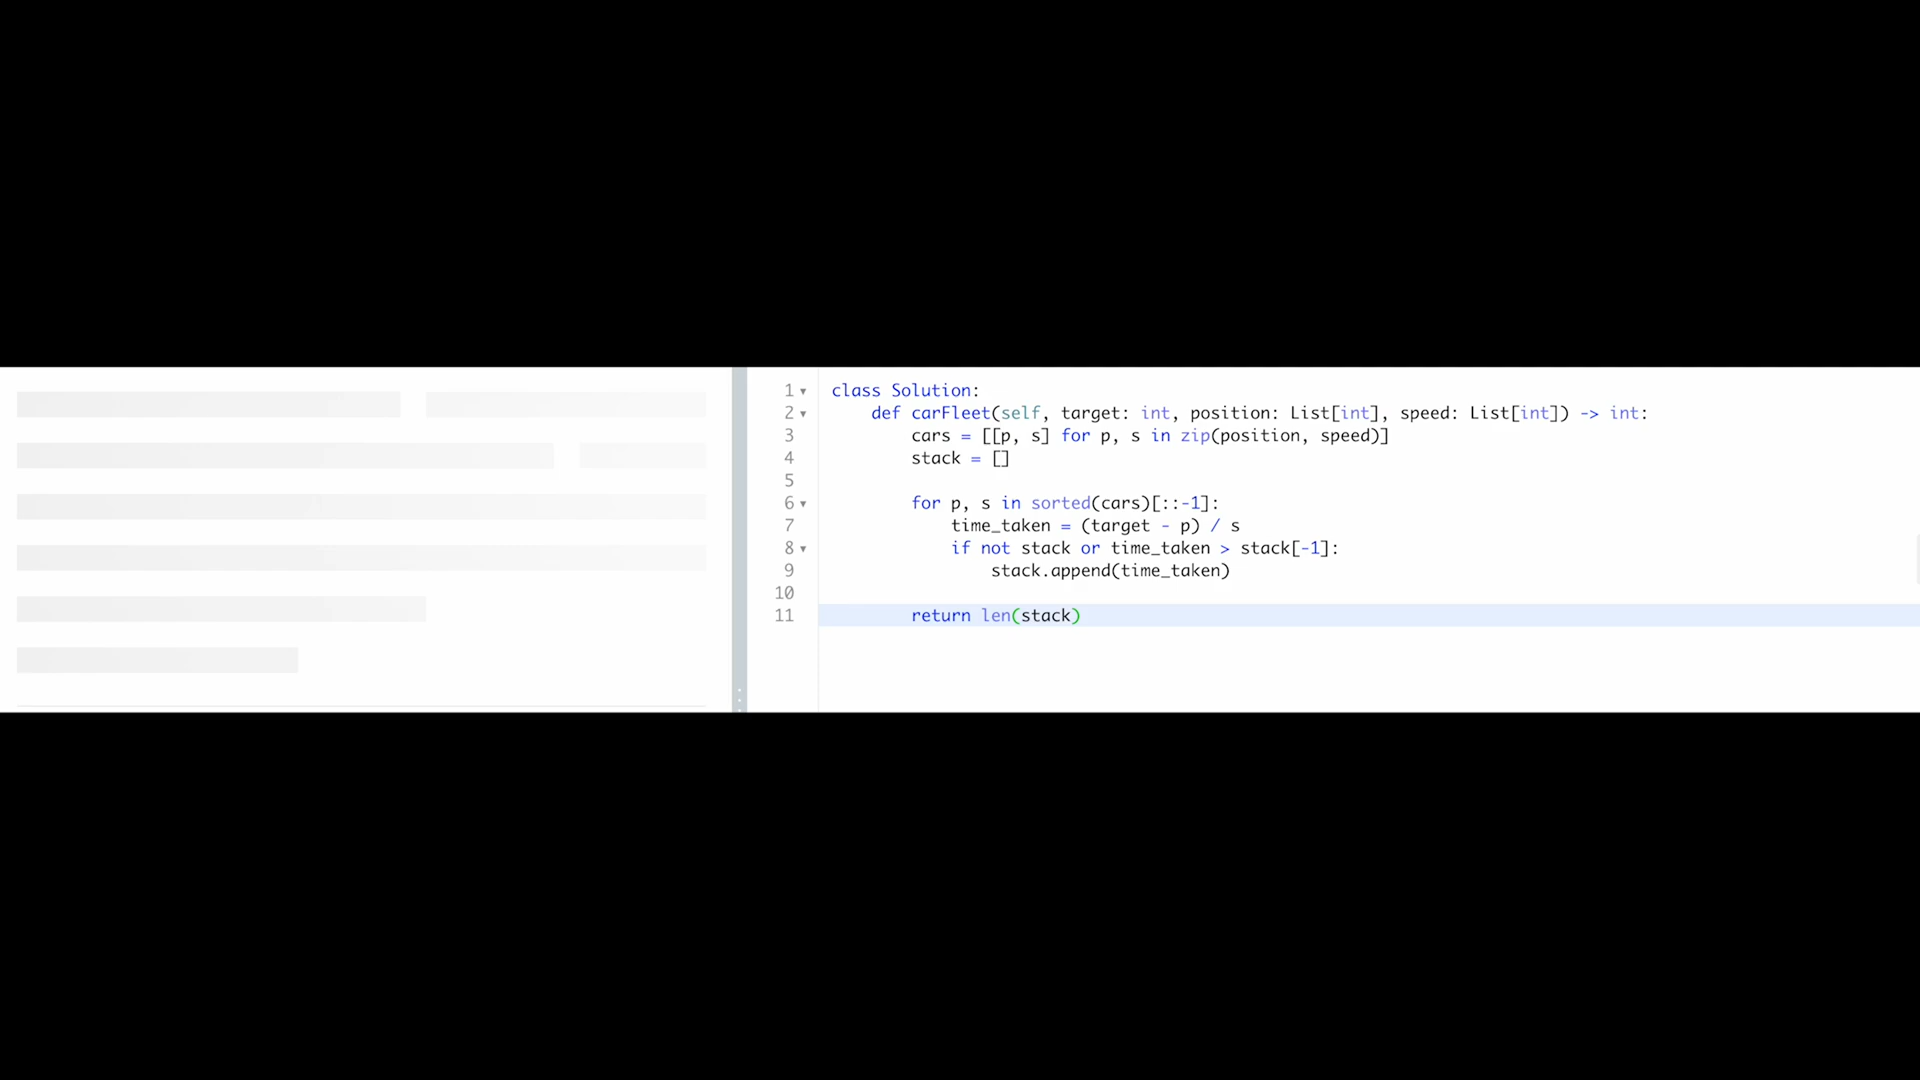 1 class Solution:
2     def carFleet(self, target: int, position: List[int], speed: List[int]) -> int:
3         cars = [[p, s] for p, s in zip(position, speed)]
4         stack = []
5
6         for p, s in sorted(cars)[::-1]:
7             time_taken = (target - p) / s
8             if not stack or time_taken > stack[-1]:
9                 stack.append(time_taken)
10
11         return len(stack)